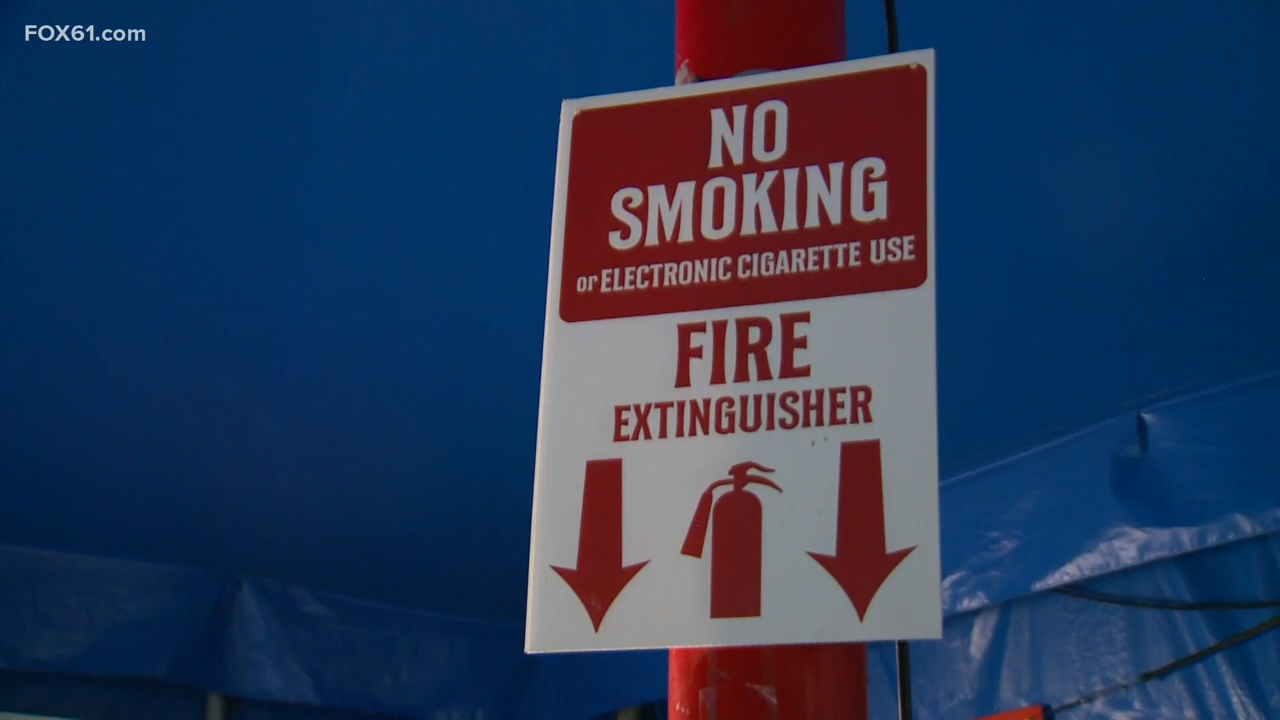 FOX61.com
NO
SMOKING
or ELECTRONIC CIGARETTE USE
FIRE
EXTINGUISHER